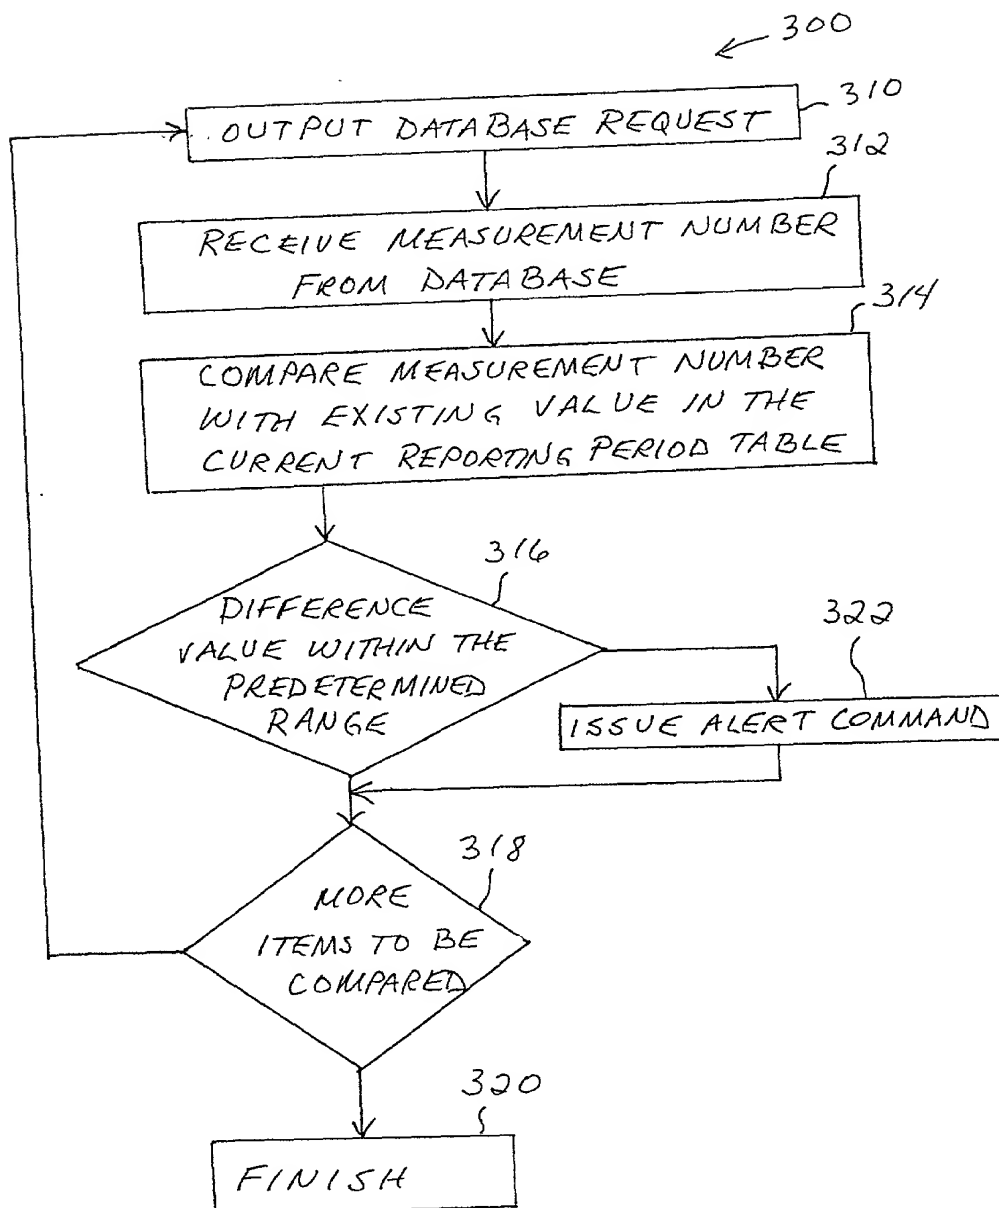 300
310
OUTPUT DATABASE REQUEST
312
RECEIVE MEASUREMENT NUMBER
FROM DATABASE
314
COMPARE MEASUREMENT NUMBER
WITH EXISTING VALUE IN THE
CURRENT REPORTING PERIOD TABLE
316
DIFFERENCE
VALUE WITHIN THE
PREDETERMINED
RANGE
322
ISSUE ALERT COMMAND
318
MORE
ITEMS TO BE
COMPARED
320
FINISH